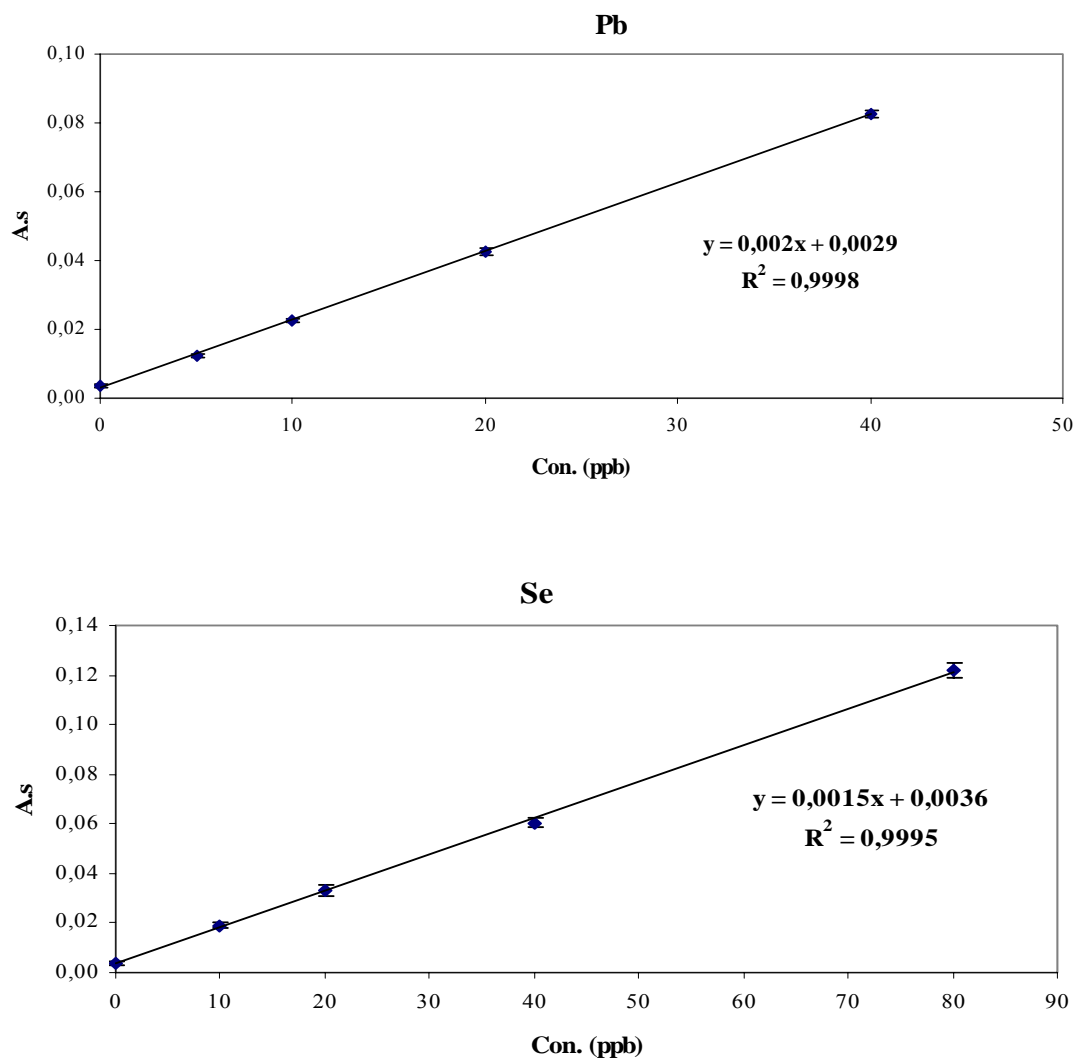 Pb
0,10
0,08
0,06
0,04
0,02
0,00
A.s
y = 0,002x + 0,0029
R² = 0,9998
0 10 20 30 40 50
Con. (ppb)
Se
0,14
0,12
0,10
0,08
0,06
0,04
0,02
0,00
A.s
y = 0,0015x + 0,0036
R² = 0,9995
0 10 20 30 40 50 60 70 80 90
Con. (ppb)